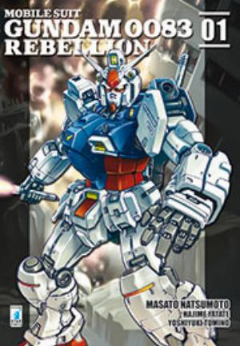 MOBILE SUIT
GUNDAM 0083 01
REBELLION
MASATO NATSUMOTO
HAJIME YATATE
YOSHIYUKI TOMINO